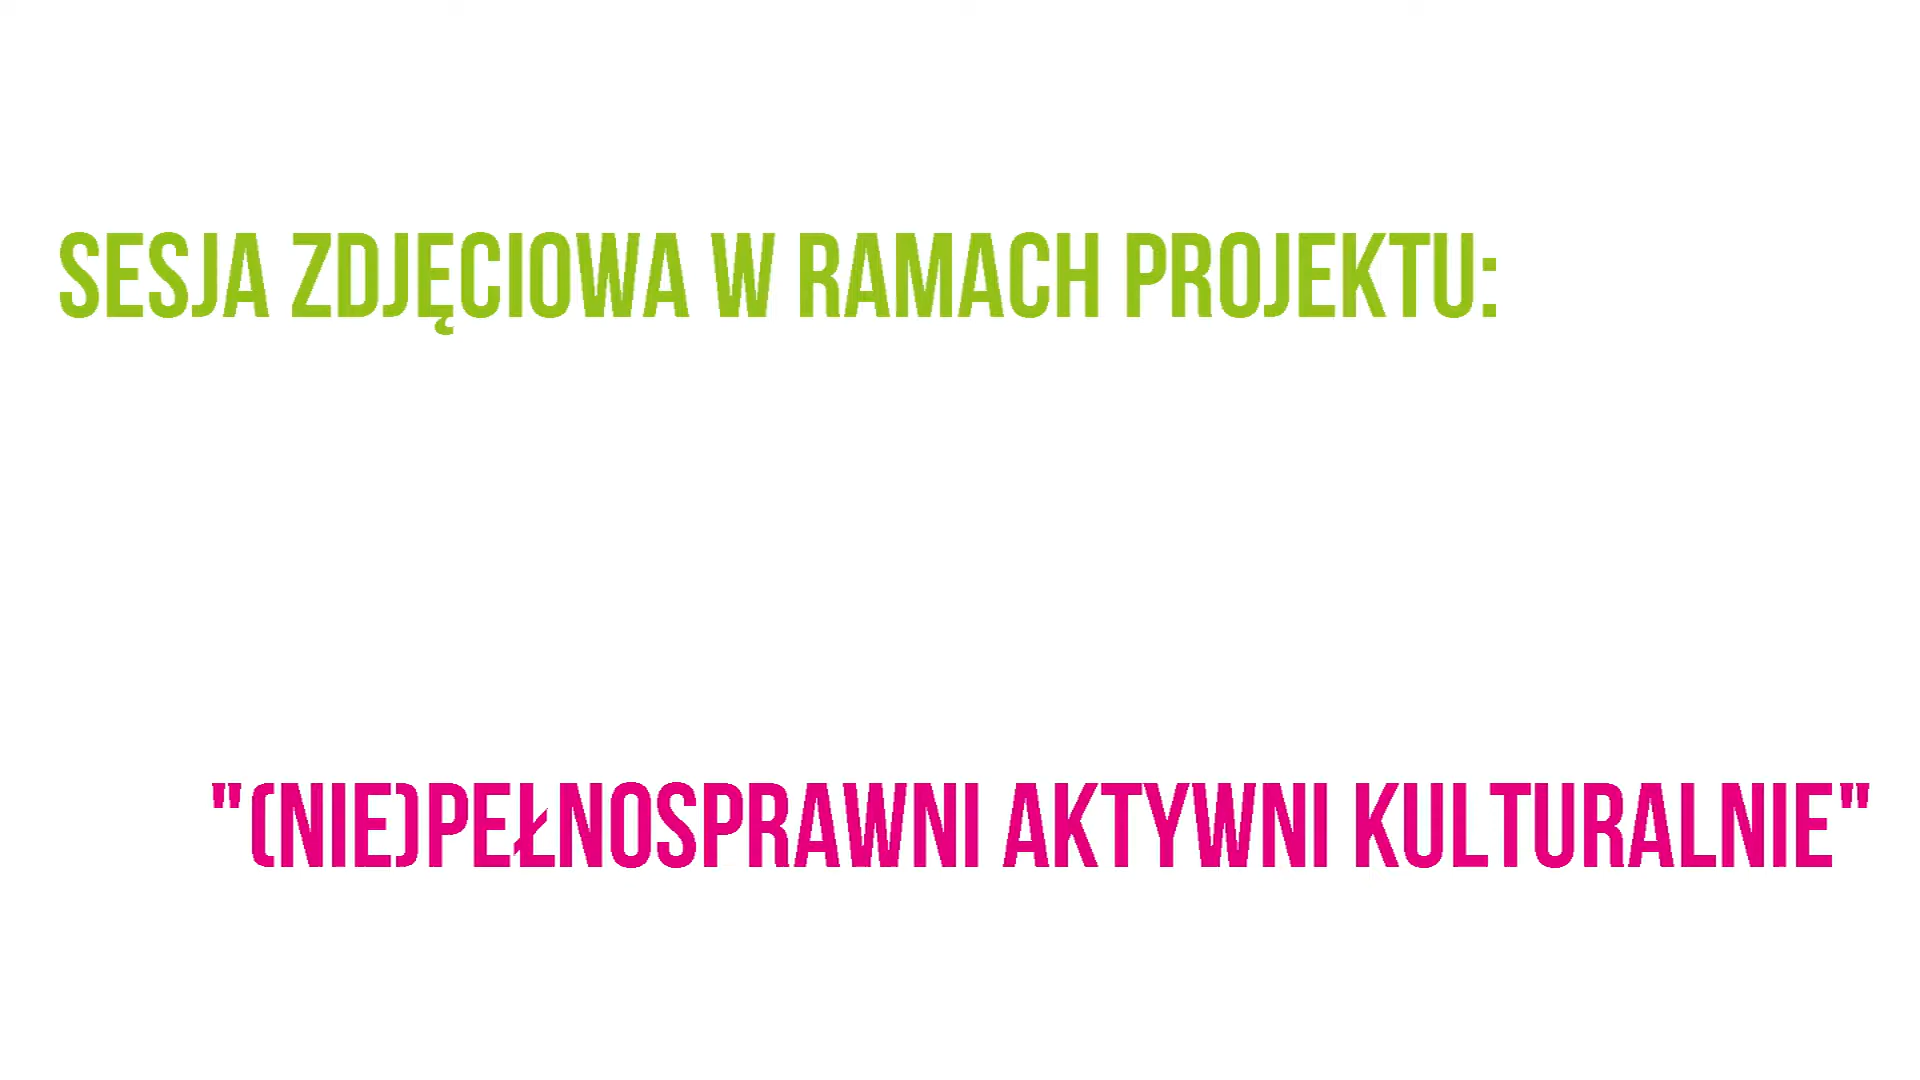 SESJA ZDJĘCIOWA W RAMACH PROJEKTU:
"(NIE)PEŁNOSPRAWNI AKTYWNI KULTURALNIE"